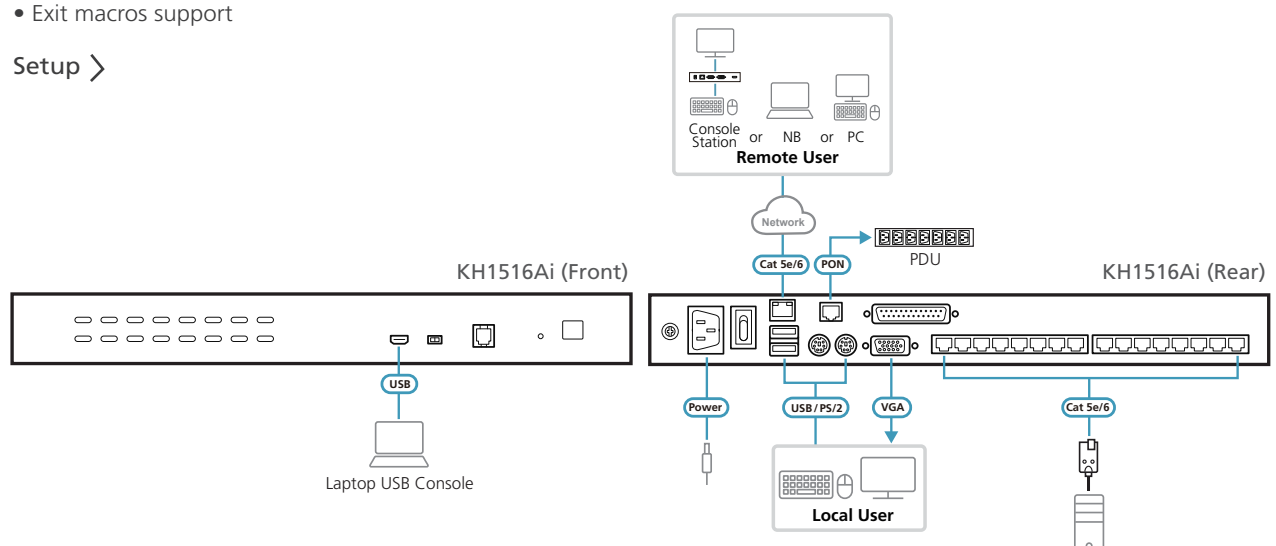 • Exit macros support
Setup
Console
Station
or
NB
or
PC
Remote User
Network
Cat 5e/6
PON
PDU
KH1516Ai (Front)
KH1516Ai (Rear)
USB
Laptop USB Console
Power
USB/PS/2
VGA
Cat 5e/6
Local User